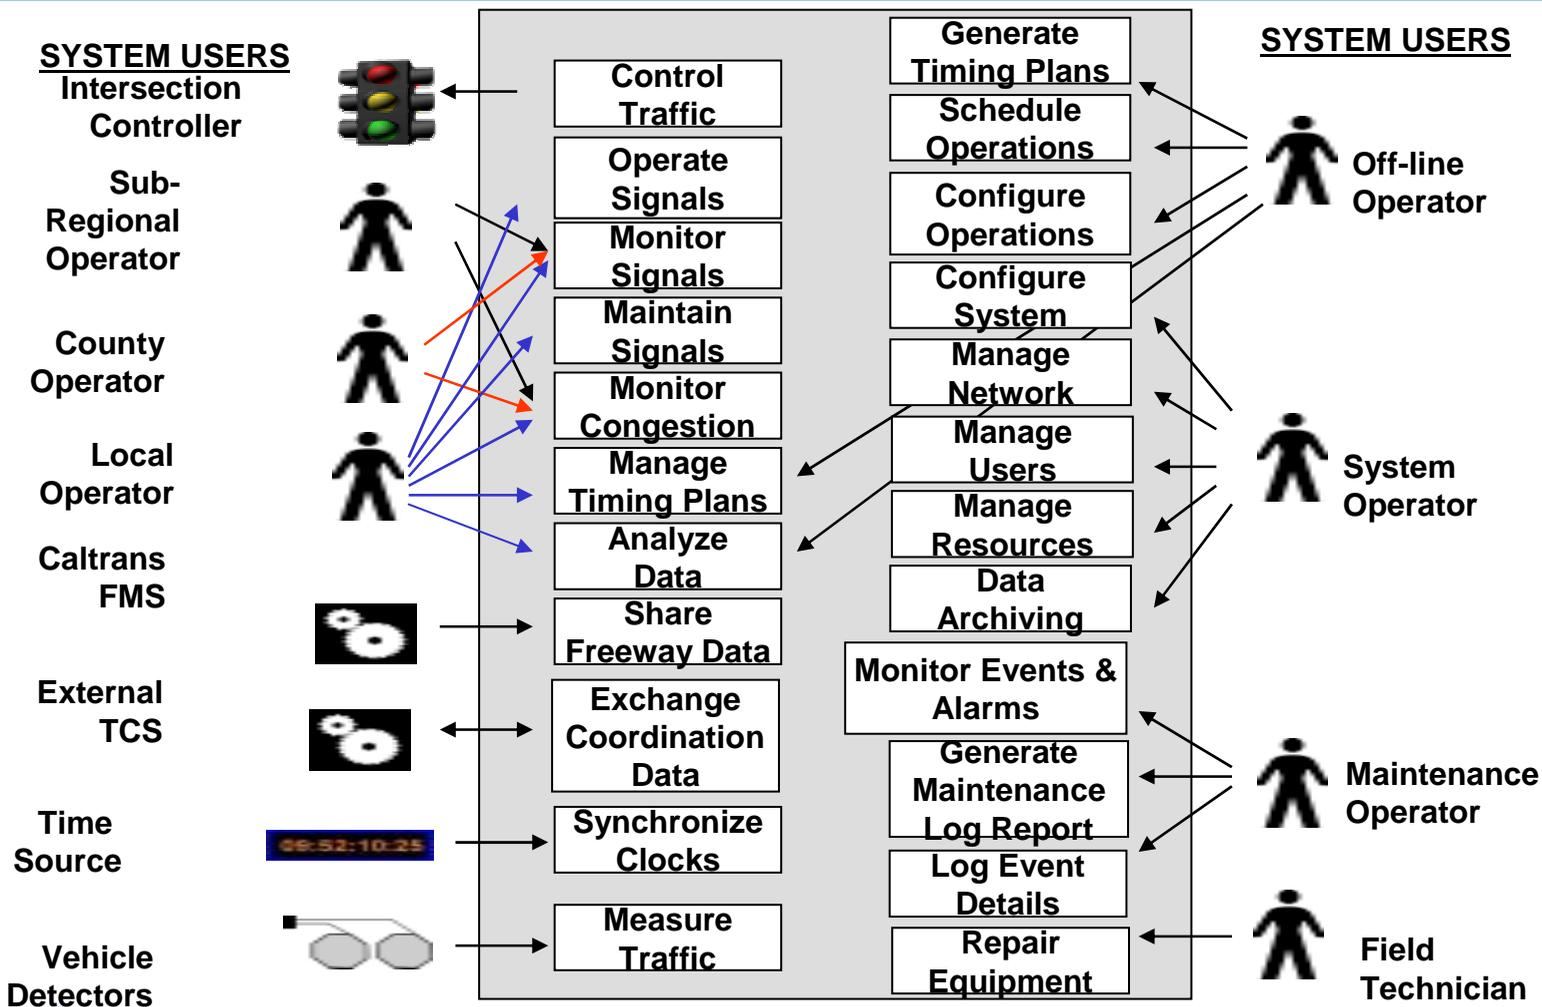 SYSTEM USERS
Intersection
Controller
Sub-
Regional
Operator
County
Operator
Local
Operator
Caltrans
FMS
External
TCS
Time
Source
Vehicle
Detectors
09:52:10:25
Control
Traffic
Operate
Signals
Monitor
Signals
Maintain
Signals
Monitor
Congestion
Manage
Timing Plans
Analyze
Data
Share
Freeway Data
Exchange
Coordination
Data
Synchronize
Clocks
Measure
Traffic
Generate
Timing Plans
Schedule
Operations
Configure
Operations
Configure
System
Manage
Network
Manage
Users
Manage
Resources
Data
Archiving
Monitor Events &
Alarms
Generate
Maintenance
Log Report
Log Event
Details
Repair
Equipment
SYSTEM USERS
Off-line
Operator
System
Operator
Maintenance
Operator
Field
Technician